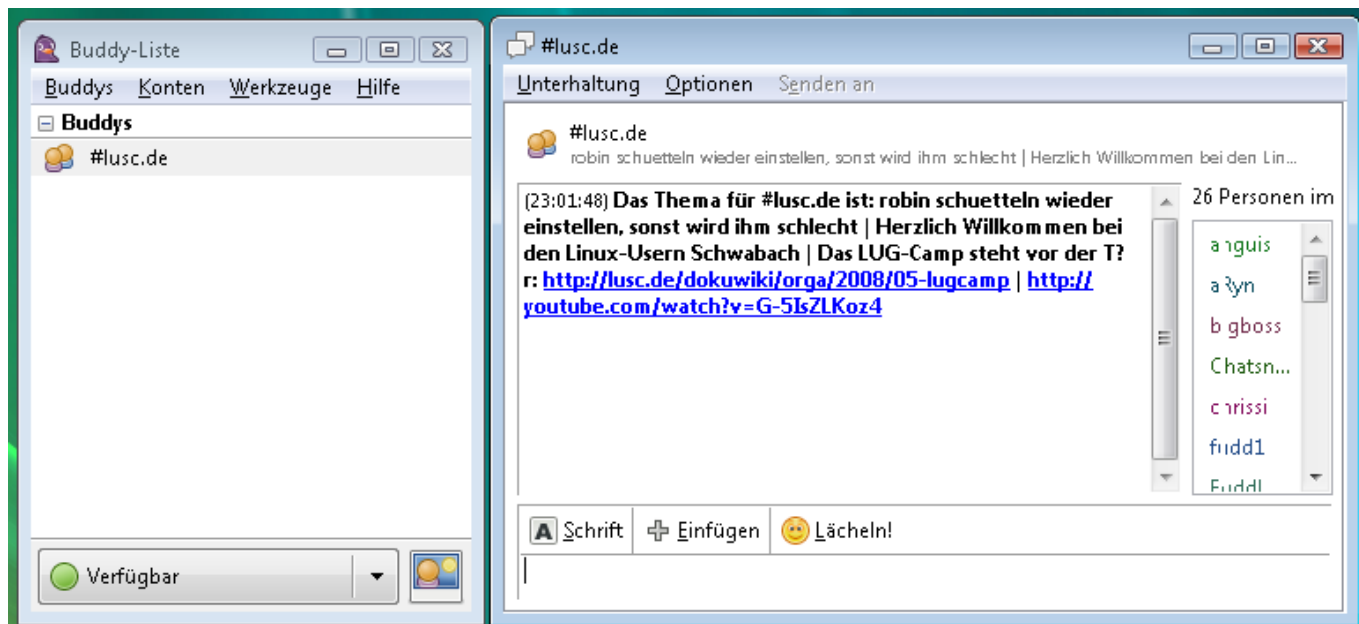 Buddy-Liste
Buddys Konten Werkzeuge Hilfe
Buddys
#lusc.de
Verfügbar
#lusc.de
Unterhaltung Optionen Senden an
#lusc.de
robin schuetteln wieder einstellen, sonst wird ihm schlecht | Herzlich Willkommen bei den Lin...
(23:01:48) Das Thema für #lusc.de ist: robin schuetteln wieder
einstellen, sonst wird ihm schlecht | Herzlich Willkommen bei
den Linux-Usern Schwabach | Das LUG-Camp steht vor der T?
r: http://lusc.de/dokuwiki/orga/2008/05-lugcamp | http://
youtube.com/watch?v=G-5IsZLKoz4
26 Personen im
anguis
aRyn
bigboss
Chatsn...
chrissi
fudd1
A Schrift Einfügen Lächeln!